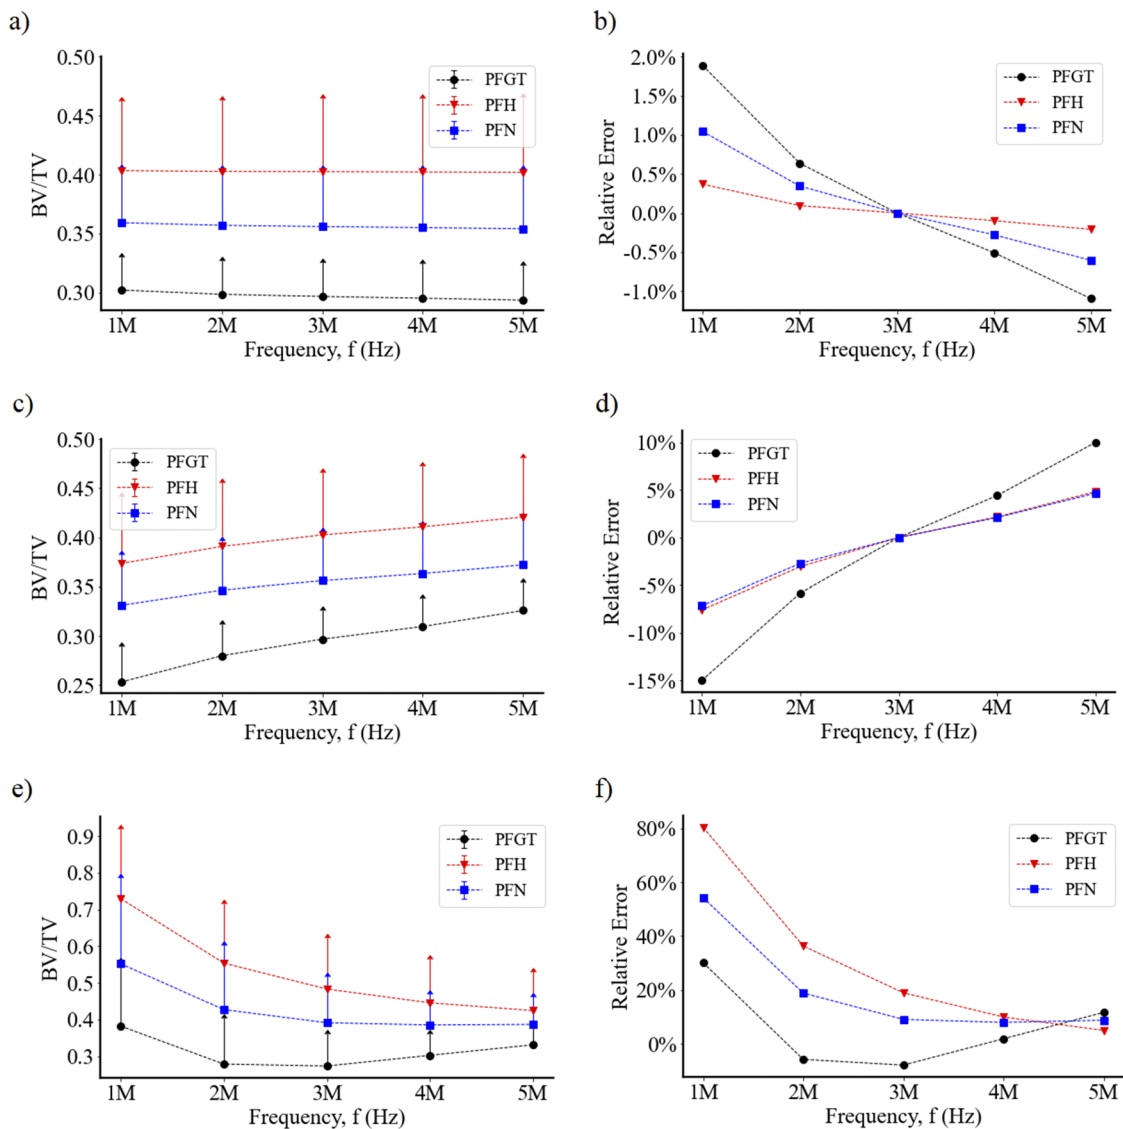 a)
0.50
0.45
0.40
0.35
0.30
BV/TV
1M 2M 3M 4M 5M
Frequency, f (Hz)
PFGT
PFH
PFN
b)
2.0%
1.5%
1.0%
0.5%
0.0%
-0.5%
-1.0%
Relative Error
1M 2M 3M 4M 5M
Frequency, f (Hz)
PFGT
PFH
PFN
c)
0.50
0.45
0.40
0.35
0.30
0.25
BV/TV
1M 2M 3M 4M 5M
Frequency, f (Hz)
PFGT
PFH
PFN
d)
10%
5%
0%
-5%
-10%
-15%
Relative Error
1M 2M 3M 4M 5M
Frequency, f (Hz)
PFGT
PFH
PFN
e)
0.9
0.8
0.7
0.6
0.5
0.4
0.3
BV/TV
1M 2M 3M 4M 5M
Frequency, f (Hz)
PFGT
PFH
PFN
f)
80%
60%
40%
20%
0%
Relative Error
1M 2M 3M 4M 5M
Frequency, f (Hz)
PFGT
PFH
PFN